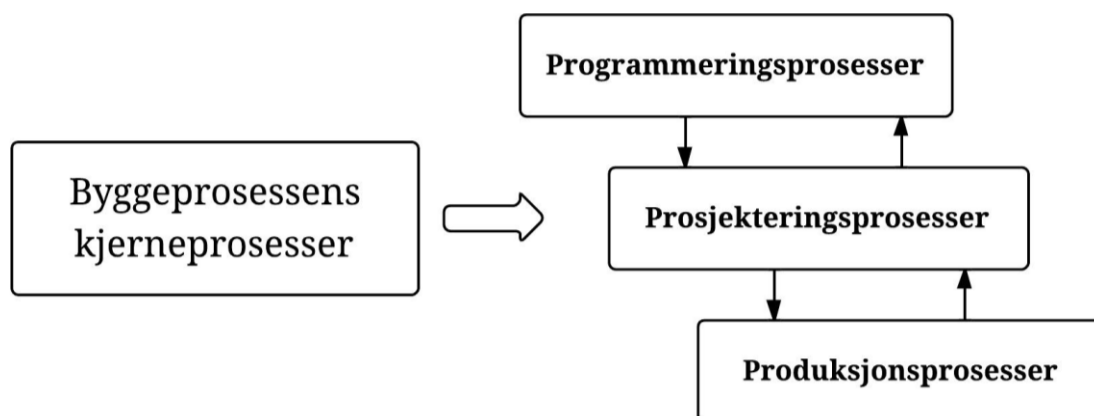 Byggeprosessens
kjerneprosesser
Programmeringsprosesser
Prosjekteringsprosesser
Produksjonsprosesser